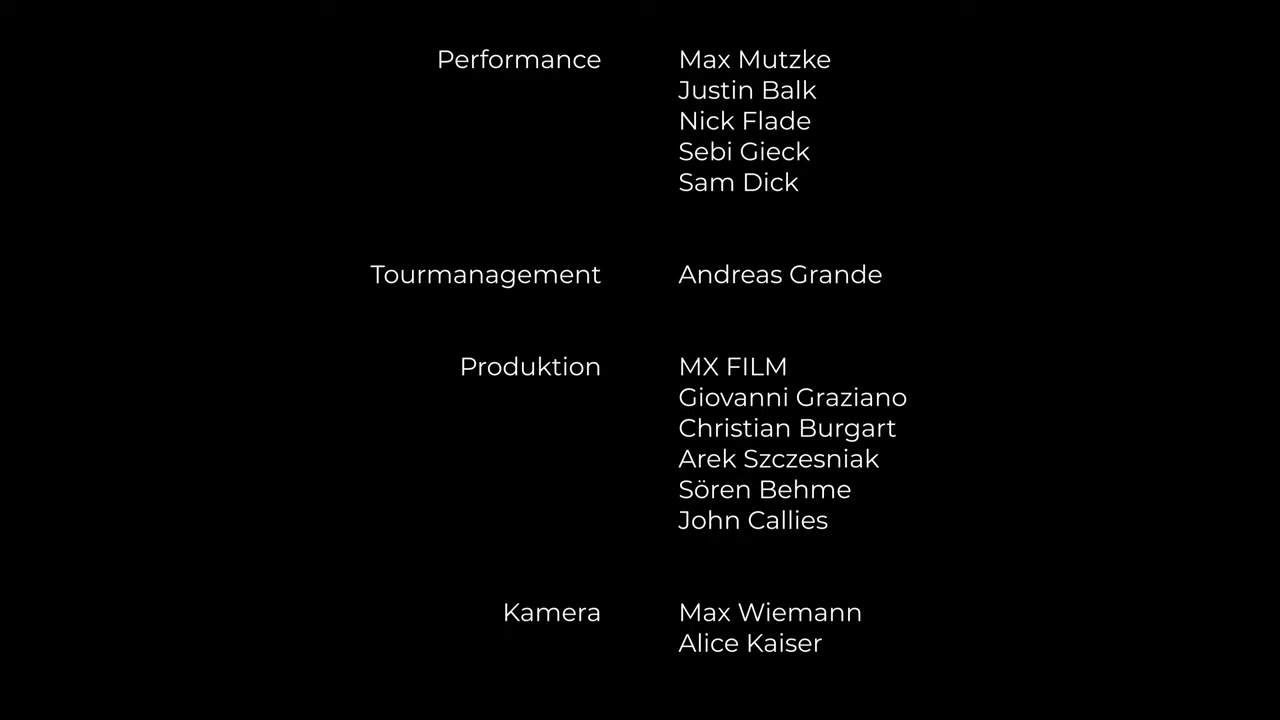 Performance Max Mutzke
Justin Balk
Nick Flade
Sebi Gieck
Sam Dick
Tourmanagement Andreas Grande
Produktion MX FILM
Giovanni Graziano
Christian Burgart
Arek Szczesniak
Sören Behme
John Callies
Kamera Max Wiemann
Alice Kaiser